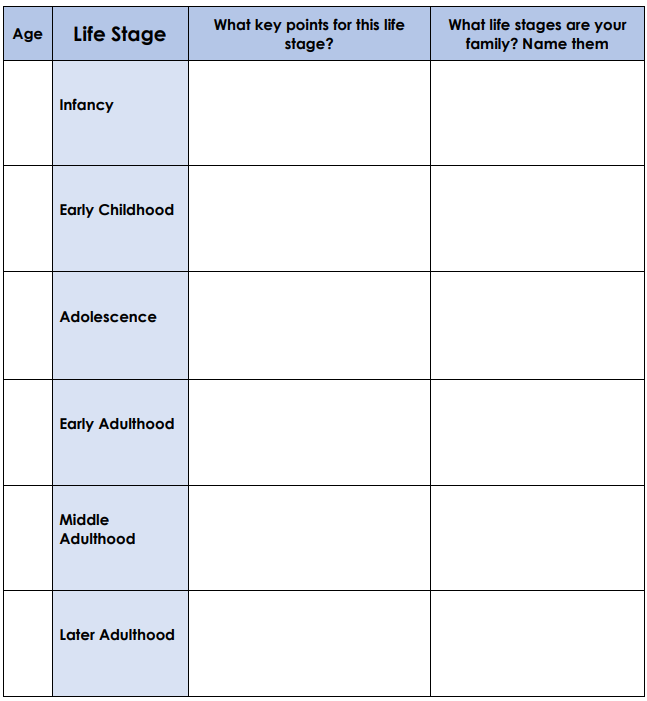 Age
Life Stage
What key points for this life
stage?
What life stages are your
family? Name them
Infancy
Early Childhood
Adolescence
Early Adulthood
Middle
Adulthood
Later Adulthood